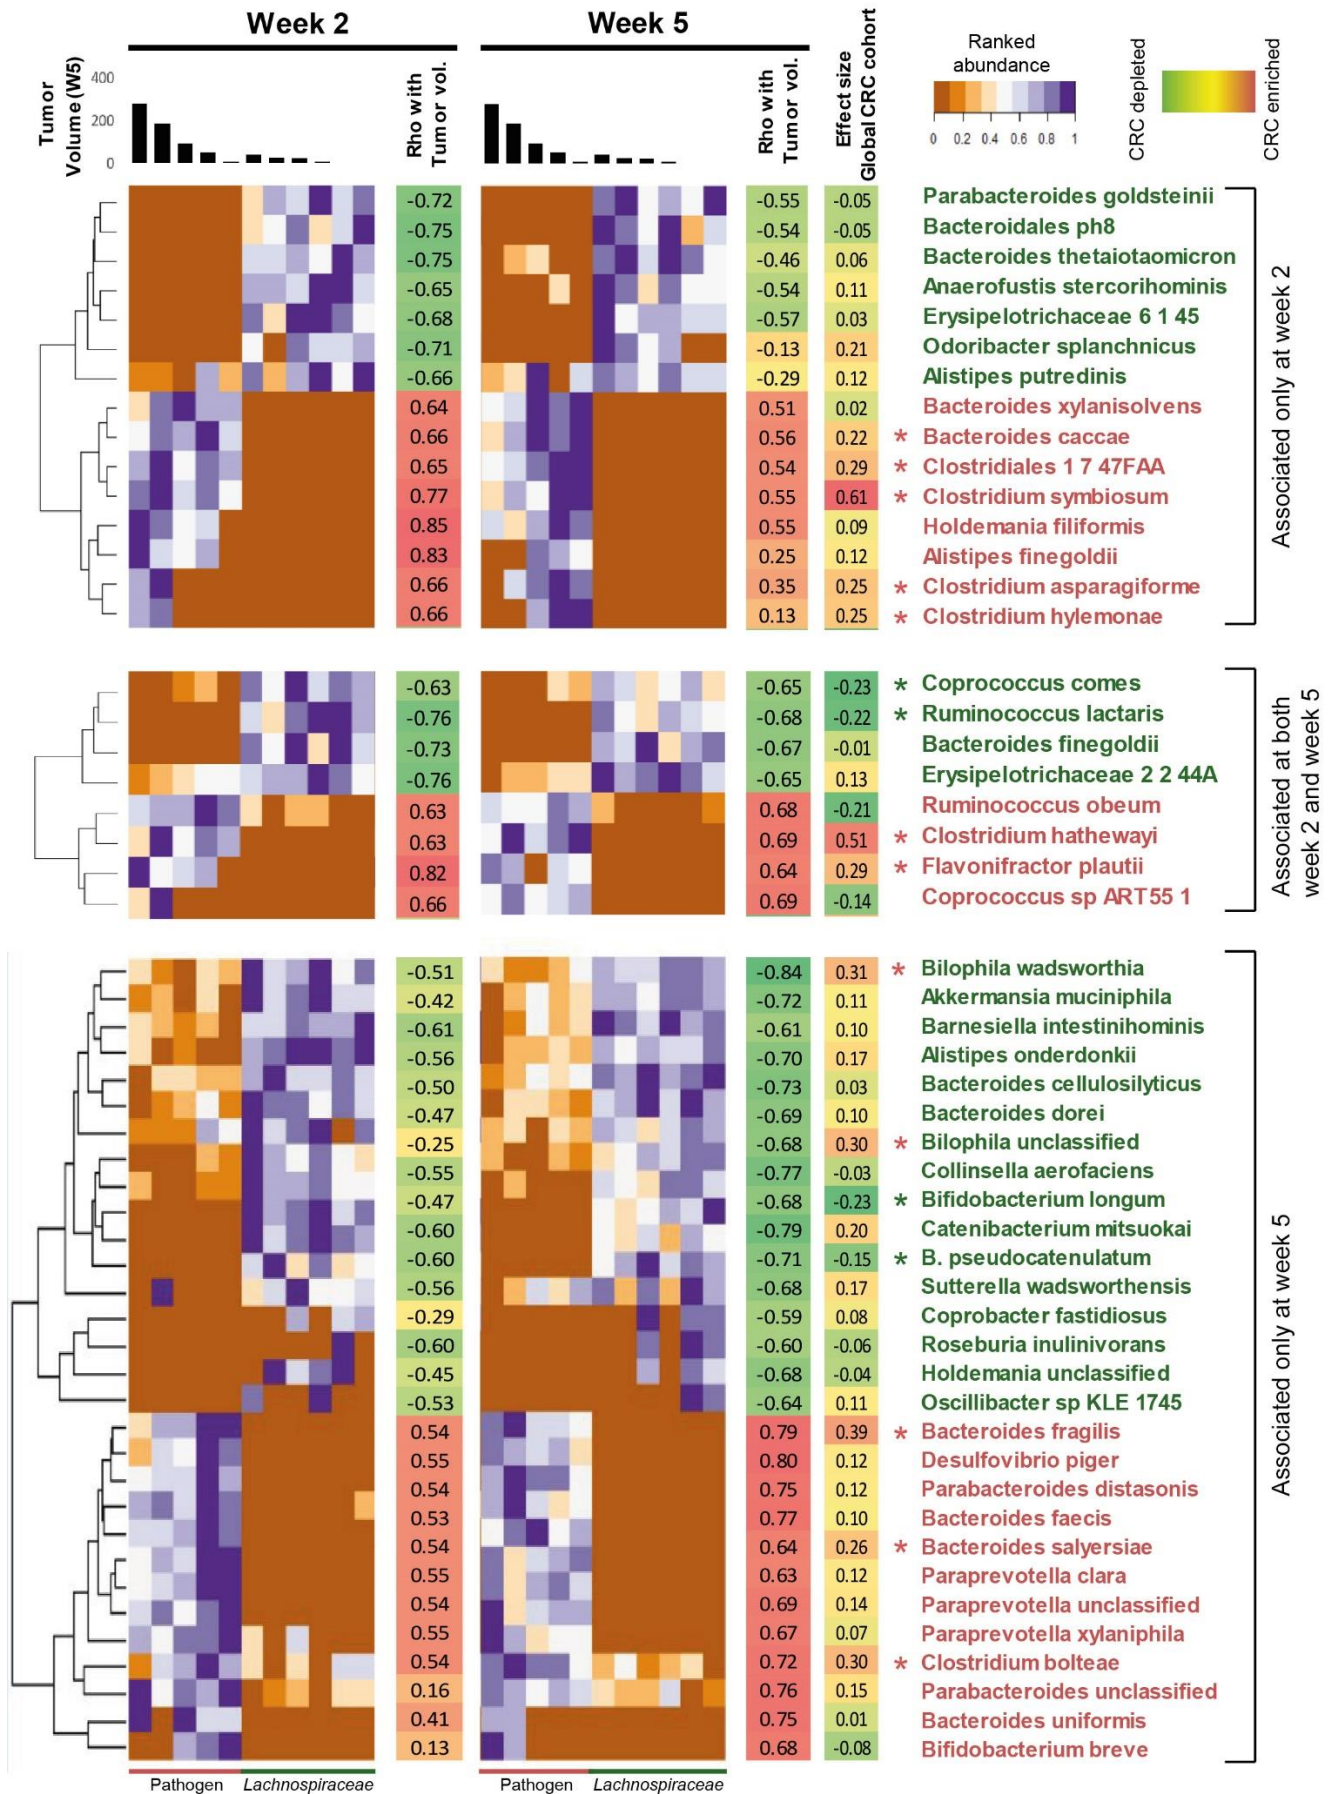 Week 2
Week 5
Tumor
Volume (W5)
400
200
0
Rho with
Tumor vol.
Rho with
Tumor vol.
Effect size
Global CRC cohort
Ranked
abundance
0 0.2 0.4 0.6 0.8 1
CRC depleted
CRC enriched
-0.72 -0.55 -0.05 Parabacteroides goldsteinii
-0.75 -0.54 -0.05 Bacteroidales ph8
-0.75 -0.46 0.06 Bacteroides thetaiotaomicron
-0.65 -0.54 0.11 Anaerofustis stercorihominis
-0.68 -0.57 0.03 Erysipelotrichaceae 6 1 45
-0.71 -0.13 0.21 Odoribacter splanchnicus
-0.66 -0.29 0.12 Alistipes putredinis
0.64 0.51 0.02 Bacteroides xylanisolvens
0.66 0.56 0.22 * Bacteroides caccae
0.65 0.54 0.29 * Clostridiales 1 7 47FAA
0.77 0.55 0.61 * Clostridium symbiosum
0.85 0.55 0.09 Holdemania filiformis
0.83 0.25 0.12 Alistipes finegoldii
0.66 0.35 0.25 * Clostridium asparagiforme
0.66 0.13 0.25 * Clostridium hylemonae
Associated only at week 2
-0.63 -0.65 -0.23 * Coprococcus comes
-0.76 -0.68 -0.22 * Ruminococcus lactaris
-0.73 -0.67 -0.01 Bacteroides finegoldii
-0.76 -0.65 0.13 Erysipelotrichaceae 2 2 44A
0.63 0.68 -0.21 Ruminococcus obeum
0.63 0.69 0.51 * Clostridium hathewayi
0.82 0.64 0.29 * Flavonifractor plautii
0.66 0.69 -0.14 Coprococcus sp ART55 1
Associated at both
week 2 and week 5
-0.51 -0.84 0.31 * Bilophila wadsworthia
-0.42 -0.72 0.11 Akkermansia muciniphila
-0.61 -0.61 0.10 Barnesiella intestinihominis
-0.56 -0.70 0.17 Alistipes onderdonkii
-0.50 -0.73 0.03 Bacteroides cellulosilyticus
-0.47 -0.69 0.10 Bacteroides dorei
-0.25 -0.68 0.30 * Bilophila unclassified
-0.55 -0.77 -0.03 Collinsella aerofaciens
-0.47 -0.68 -0.23 * Bifidobacterium longum
-0.60 -0.79 0.20 Catenibacterium mitsuokai
-0.60 -0.71 -0.15 * B. pseudocatenulatum
-0.56 -0.68 0.17 Sutterella wadsworthensis
-0.29 -0.59 0.08 Coprobacter fastidiosus
-0.60 -0.60 -0.06 Roseburia inulinivorans
-0.45 -0.68 -0.04 Holdemania unclassified
-0.53 -0.64 0.11 Oscillibacter sp KLE 1745
0.54 0.79 0.39 * Bacteroides fragilis
0.55 0.80 0.12 Desulfovibrio piger
0.54 0.75 0.12 Parabacteroides distasonis
0.53 0.77 0.10 Bacteroides faecis
0.54 0.64 0.26 * Bacteroides salyersiae
0.55 0.63 0.12 Paraprevotella clara
0.54 0.69 0.14 Paraprevotella unclassified
0.55 0.67 0.07 Paraprevotella xylaniphila
0.54 0.72 0.30 * Clostridium bolteae
0.16 0.76 0.15 Parabacteroides unclassified
0.41 0.75 0.01 Bacteroides uniformis
0.13 0.68 -0.08 Bifidobacterium breve
Associated only at week 5
Pathogen Lachnospiraceae Pathogen Lachnospiraceae